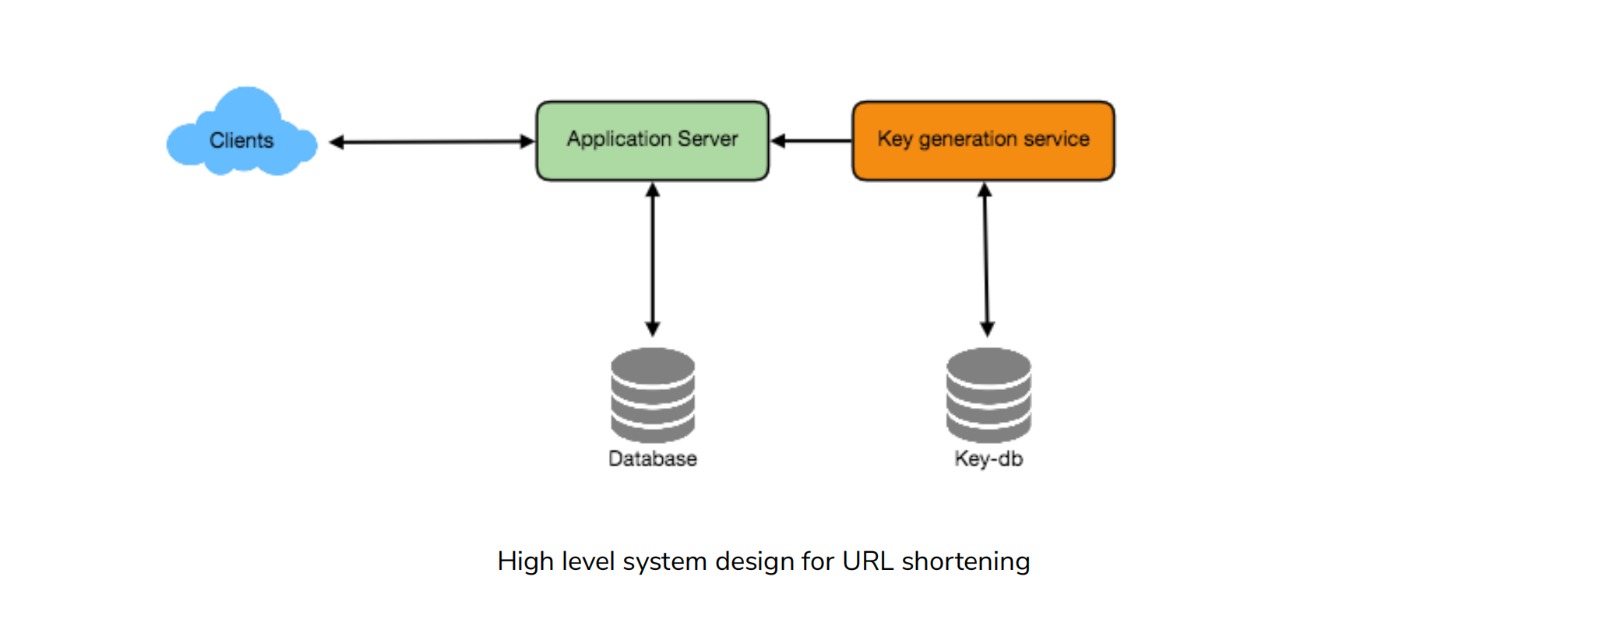 Clients
Application Server
Key generation service
Database
Key-db
High level system design for URL shortening